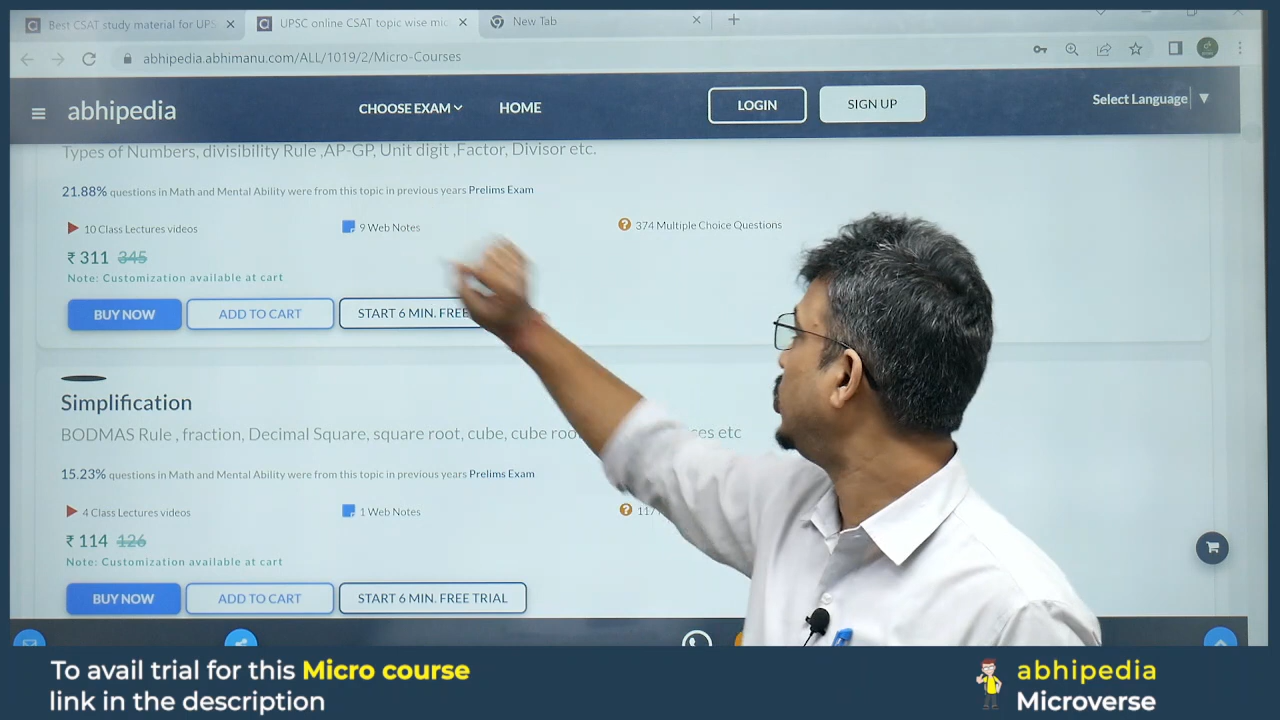 Best CSAT study material for UPS
UPSC online CSAT topic wise mic
New Tab
abhipedia.abhimanu.com/ALL/1019/2/Micro-Courses
abhipedia
CHOOSE EXAM
HOME
LOGIN
SIGN UP
Select Language
Types of Numbers, divisibility Rule ,AP-GP, Unit digit ,Factor, Divisor etc.
21.88% questions in Math and Mental Ability were from this topic in previous years Prelims Exam
10 Class Lectures videos
9 Web Notes
374 Multiple Choice Questions
₹ 311 345
Note: Customization available at cart
BUY NOW
ADD TO CART
START 6 MIN. FREE
Simplification
BODMAS Rule , fraction, Decimal Square, square root, cube, cube etc
15.23% questions in Math and Mental Ability were from this topic in previous years Prelims Exam
4 Class Lectures videos
1 Web Notes
₹ 114 126
Note: Customization available at cart
BUY NOW
ADD TO CART
START 6 MIN. FREE TRIAL
To avail trial for this Micro course
link in the description
abhipedia
Microverse